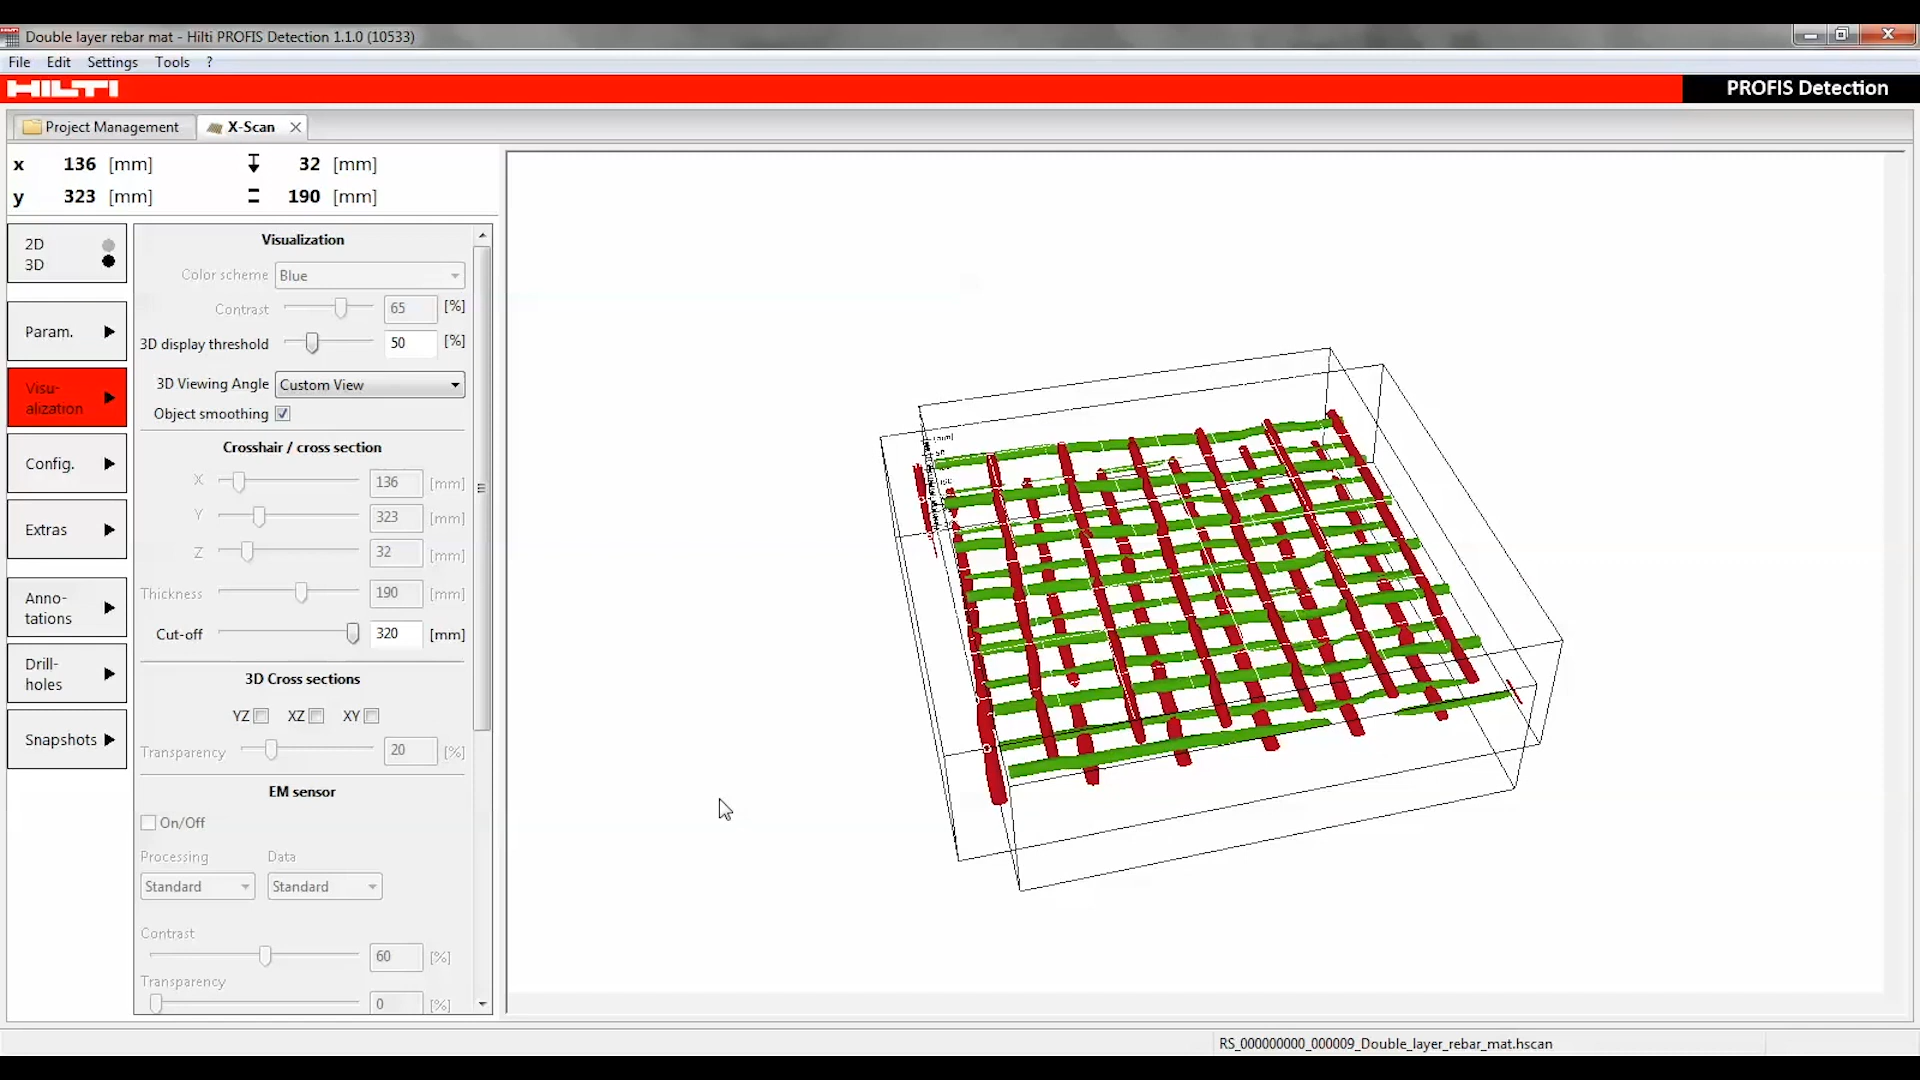 Double layer rebar mat - Hilti PROFIS Detection 1.1.0 (10533)
File Edit Settings Tools ?
HILTI
PROFIS Detection
Project Management
X-Scan
x 136 [mm] 32 [mm]
y 323 [mm] 190 [mm]
2D
3D
Param.
Visu-
alization
Config.
Extras
Anno-
tations
Drill-
holes
Snapshots
Visualization
Color scheme Blue
Contrast 65 [%]
3D display threshold 50 [%]
3D Viewing Angle Custom View
Object smoothing
Crosshair / cross section
X 136 [mm]
Y 323 [mm]
Z 32 [mm]
Thickness 190 [mm]
Cut-off 320 [mm]
3D Cross sections
YZ XZ XY
Transparency 20 [%]
EM sensor
On/Off
Processing Data
Standard Standard
Contrast
60 [%]
Transparency
0 [%]
RS_000000000_000009_Double_layer_rebar_mat.hscan